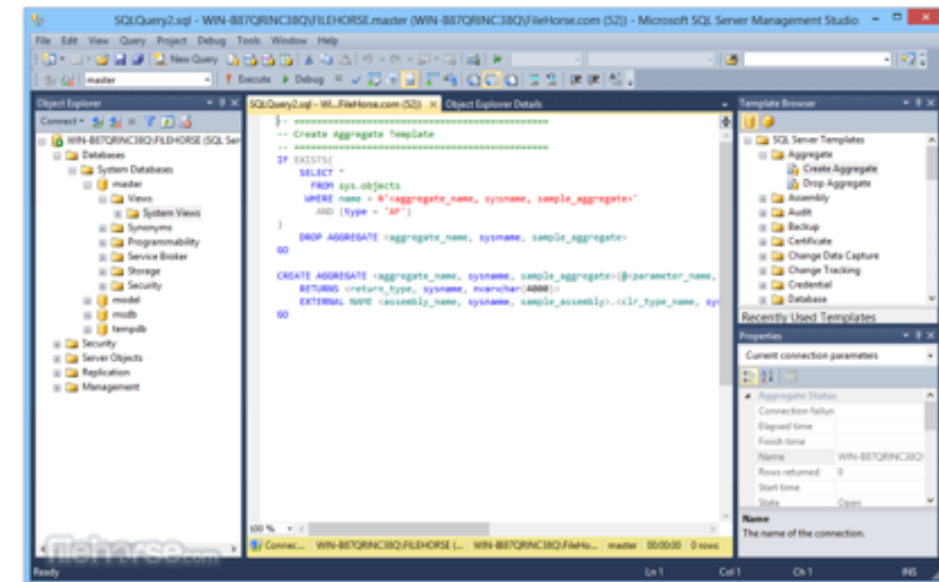 SQLQuery2.sql - WIN-B87QRINC38Q\FILEHORSE.master (WIN-B87QRINC38Q\FileHorse.com (52)) - Microsoft SQL Server Management Studio
File Edit View Query Project Debug Tools Window Help
New Query
master Execute Debug
Object Explorer
SQLQuery2.sql - WI...FileHorse.com (52)) Object Explorer Details
Template Browser
Connect
WIN-B87QRINC38Q\FILEHORSE (SQL Ser
Databases
System Databases
master
Views
System Views
Synonyms
Programmability
Service Broker
Storage
Security
model
msdb
tempdb
Security
Server Objects
Replication
Management
-- =============================================
-- Create Aggregate Template
-- =============================================
IF EXISTS(
SELECT *
FROM sys.objects
WHERE name = N'<aggregate_name, sysname, sample_aggregate>'
AND (type = 'AF')
)
DROP AGGREGATE <aggregate_name, sysname, sample_aggregate>
GO
CREATE AGGREGATE <aggregate_name, sysname, sample_aggregate>(@<parameter_name,
RETURNS <return_type, sysname, nvarchar(4000)>
EXTERNAL NAME <assembly_name, sysname, sample_assembly>.<clr_type_name, sy
GO
SQL Server Templates
Aggregate
Create Aggregate
Drop Aggregate
Assembly
Audit
Backup
Certificate
Change Data Capture
Change Tracking
Credential
Database
Recently Used Templates
Properties
Current connection parameters
Aggregate Status
Connection failur
Elapsed time
Finish time
Name WIN-B87QRINC38Q
Rows returned 0
Start time
State Open
Name
The name of the connection.
100 %
Connec... WIN-B87QRINC38Q\FILEHORSE (... WIN-B87QRINC38Q\FileHo... master 00:00:00 0 rows
filehorse.com
Ready Ln 1 Col 1 Ch 1 INS